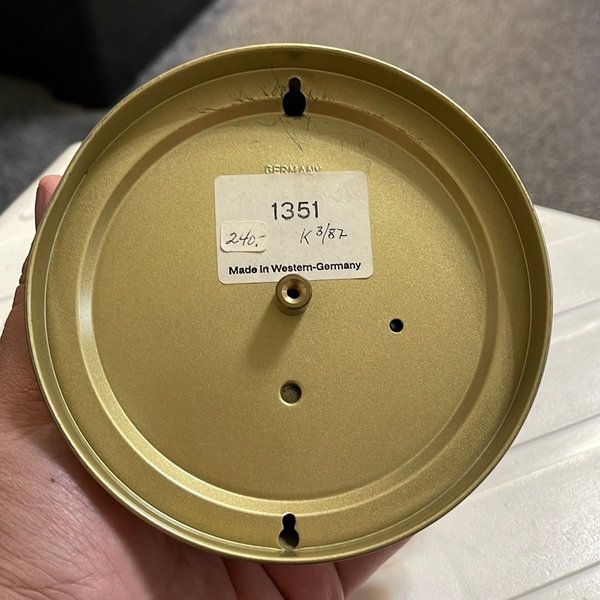 GERMANY
1351
240.- K 3/87
Made in Western-Germany